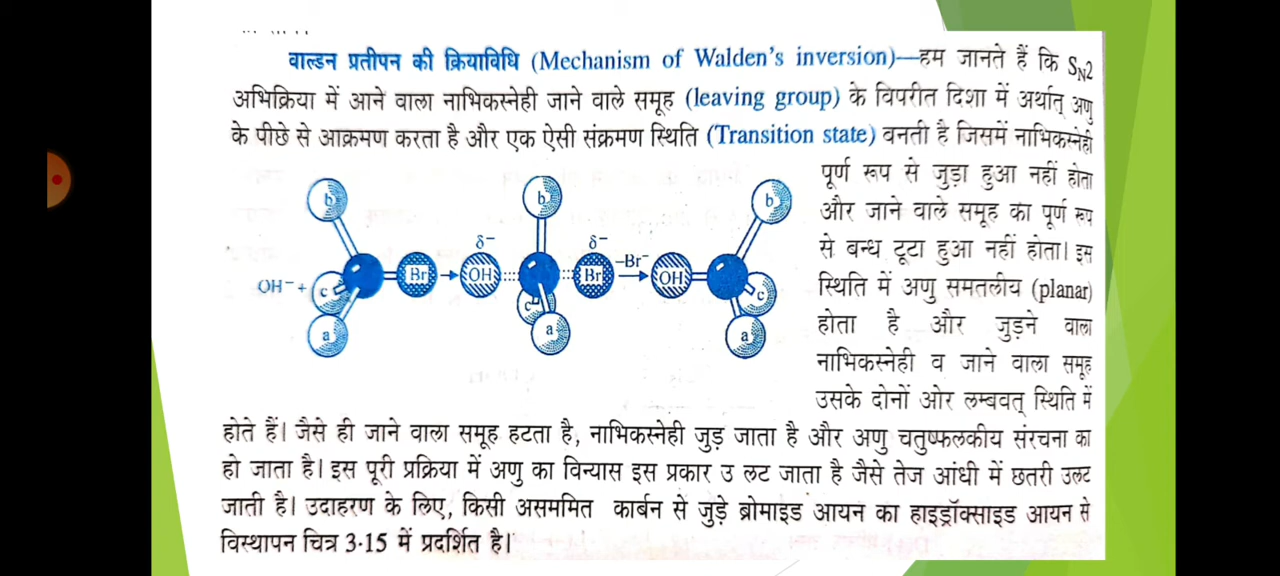 वाल्डन प्रतीपन की क्रियाविधि (Mechanism of Walden's inversion)—हम जानते हैं कि SN2
अभिक्रिया में आने वाला नाभिकस्नेही जाने वाले समूह (leaving group) के विपरीत दिशा में अर्थात् अणु
के पीछे से आक्रमण करता है और एक ऐसी संक्रमण स्थिति (Transition state) बनती है जिसमें नाभिकस्नेही
पूर्ण रूप से जुड़ा हुआ नहीं होता
और जाने वाले समूह का पूर्ण रूप
से बन्ध टूटा हुआ नहीं होता। इस
स्थिति में अणु समतलीय (planar)
होता है और जुड़ने वाला
नाभिकस्नेही व जाने वाला समूह
उसके दोनों ओर लम्बवत् स्थिति में
b b b
δ− δ−
OH− + c Br OH Br −Br− OH c
c
a a a
होते हैं। जैसे ही जाने वाला समूह हटता है, नाभिकस्नेही जुड़ जाता है और अणु चतुष्फलकीय संरचना का
हो जाता है। इस पूरी प्रक्रिया में अणु का विन्यास इस प्रकार उ लट जाता है जैसे तेज आंधी में छतरी उलट
जाती है। उदाहरण के लिए, किसी असममित कार्बन से जुड़े ब्रोमाइड आयन का हाइड्रॉक्साइड आयन से
विस्थापन चित्र 3·15 में प्रदर्शित है।